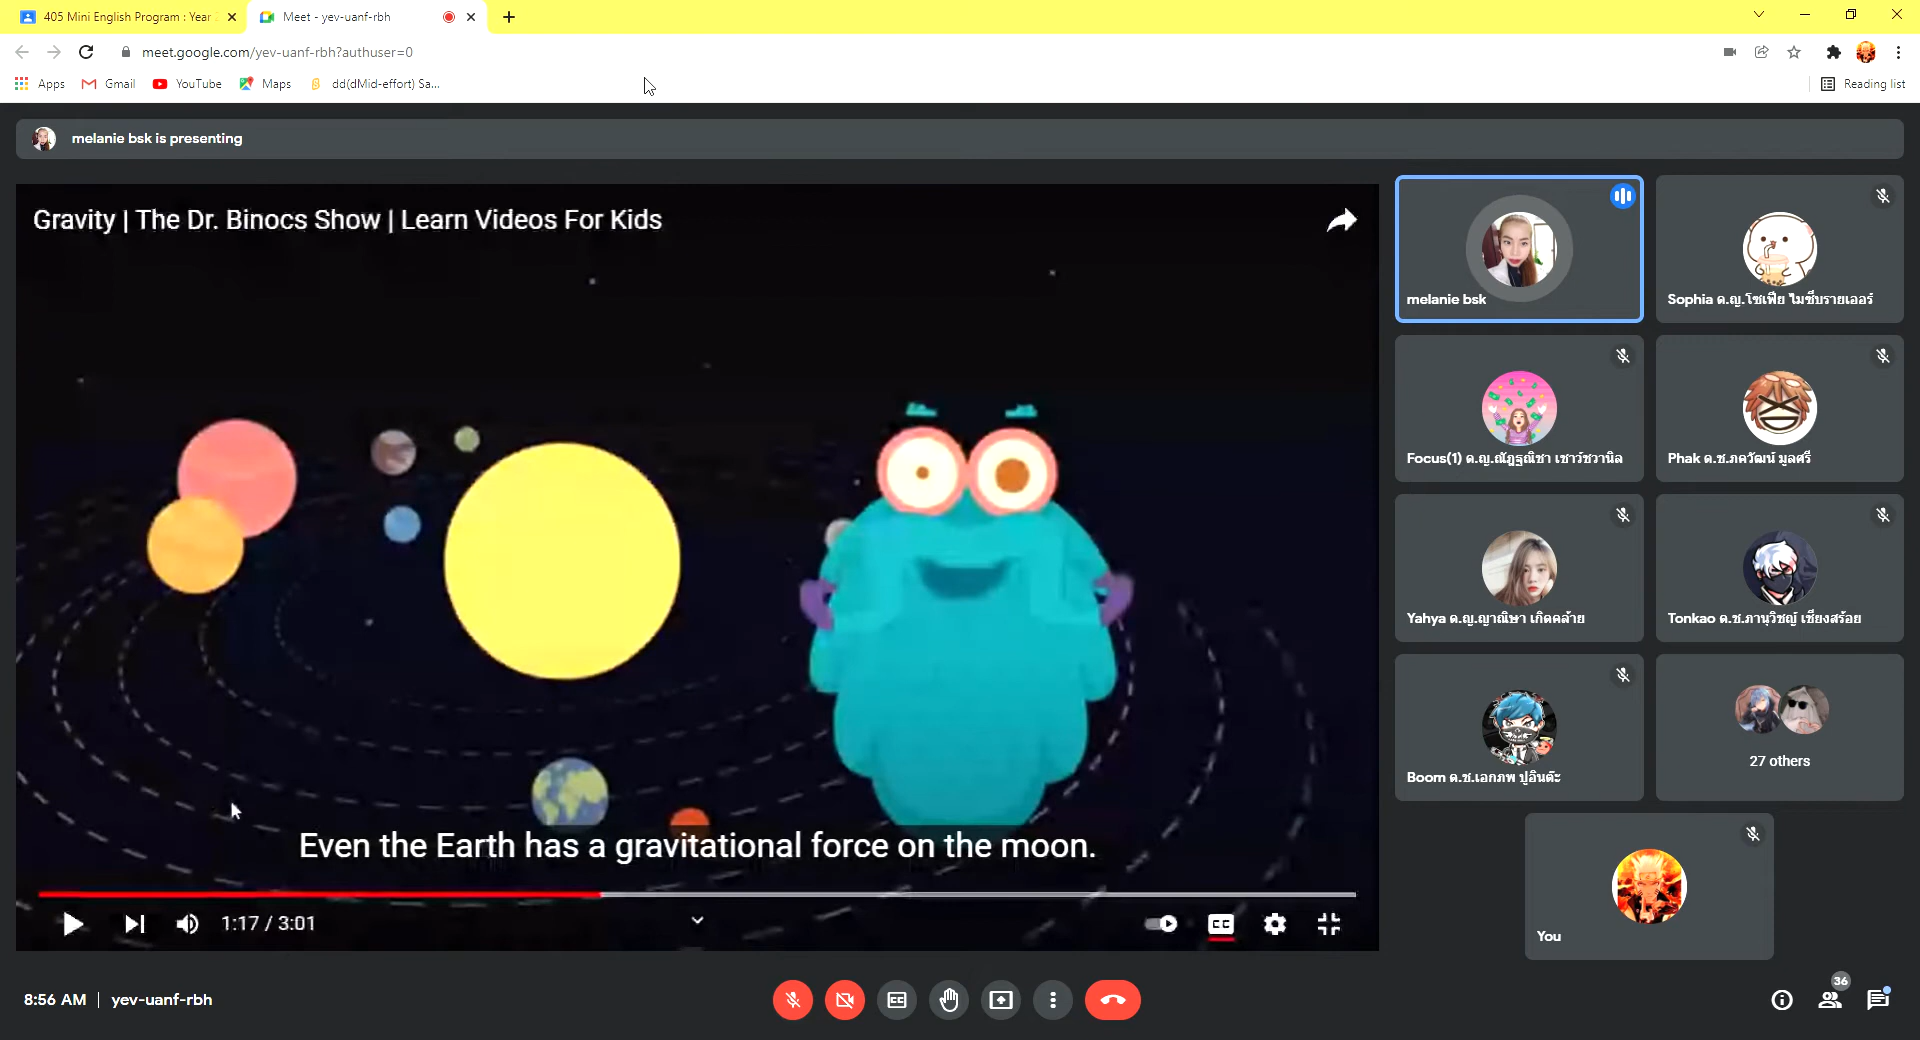 405 Mini English Program : Year
Meet - yev-uanf-rbh
meet.google.com/yev-uanf-rbh?authuser=0
Apps
Gmail
YouTube
Maps
dd(dMid-effort) Sa...
Reading list
melanie bsk is presenting
Gravity | The Dr. Binocs Show | Learn Videos For Kids
Even the Earth has a gravitational force on the moon.
1:17 / 3:01
CC
melanie bsk
Sophia ด.ญ.โซเฟีย ไมซ็บรายเออร์
Focus(1) ด.ญ.ณัฏฐณิชา เชาว์ชวานิล
Phak ด.ช.ภควัฒน์ มูลศรี
Yahya ด.ญ.ญาณิษา เกิดคล้าย
Tonkao ด.ช.ภานุวิชญ์ เชียงสร้อย
Boom ด.ช.เอกภพ ปูอินต๊ะ
27 others
You
8:56 AM | yev-uanf-rbh
36